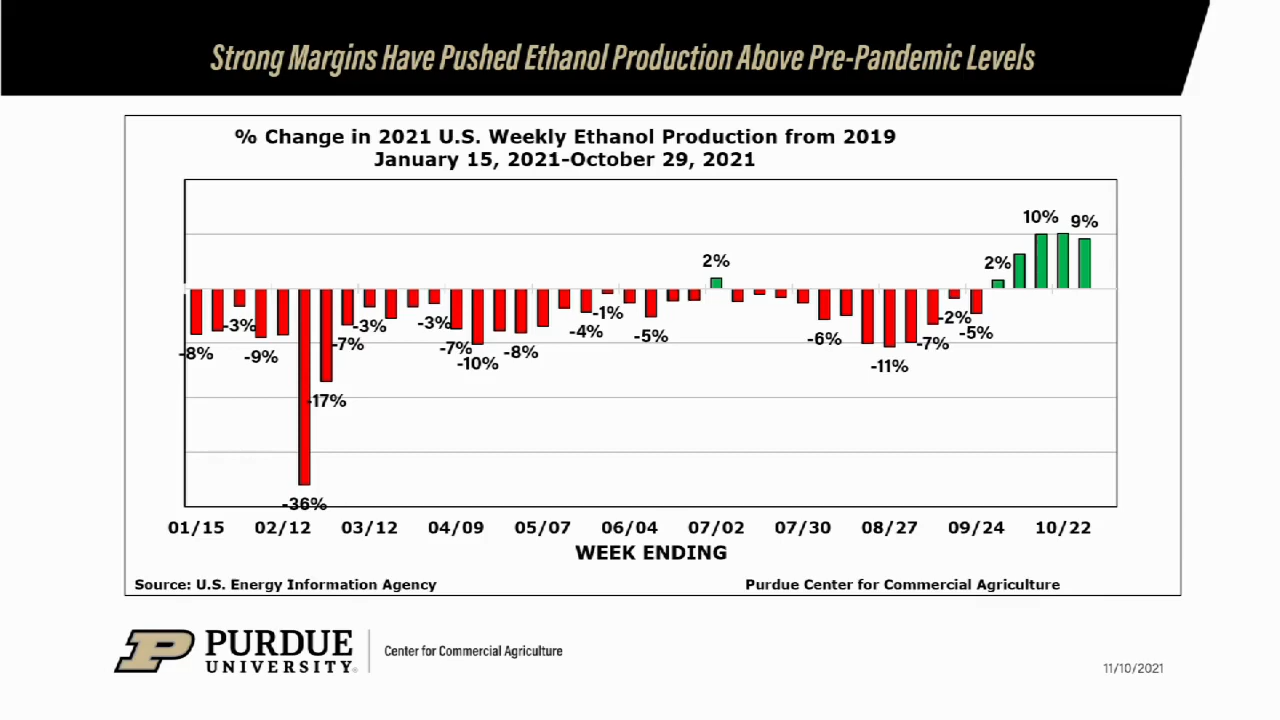 Strong Margins Have Pushed Ethanol Production Above Pre-Pandemic Levels
% Change in 2021 U.S. Weekly Ethanol Production from 2019
January 15, 2021-October 29, 2021
10%
9%
2%
2%
-3%
-3%
-3%
-1%
-2%
-8%
-9%
-7%
-7%
-10%
-8%
-4%
-5%
-6%
-11%
-7%
-5%
-17%
-36%
01/15 02/12 03/12 04/09 05/07 06/04 07/02 07/30 08/27 09/24 10/22
WEEK ENDING
Source: U.S. Energy Information Agency
Purdue Center for Commercial Agriculture
P PURDUE
UNIVERSITY®
Center for Commercial Agriculture
11/10/2021